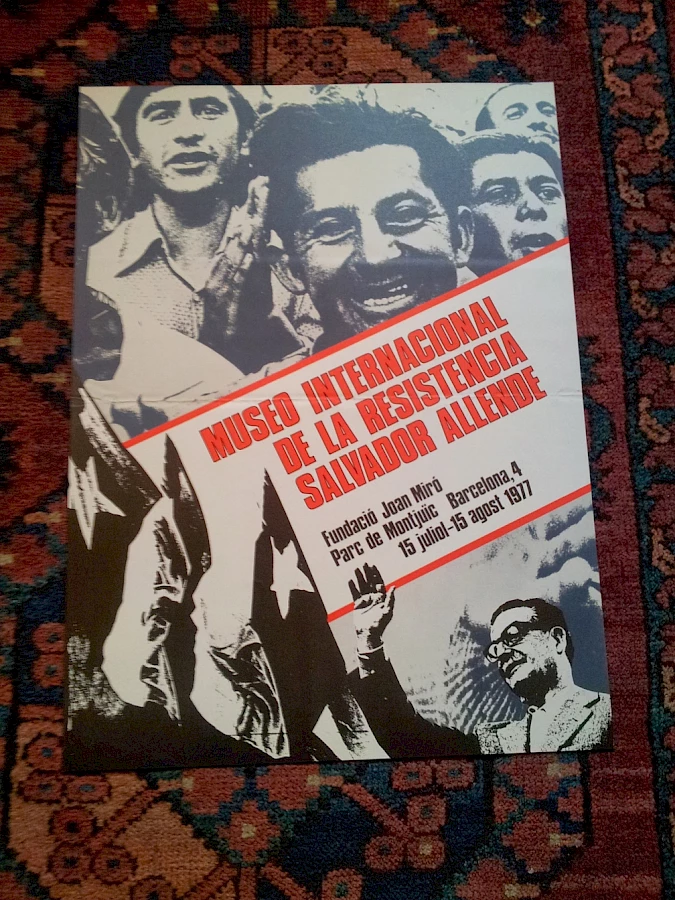 MUSEO INTERNACIONAL
DE LA RESISTENCIA
SALVADOR ALLENDE
Fundació Joan Miró
Parc de Montjuïc Barcelona, 4
15 juliol-15 agost 1977